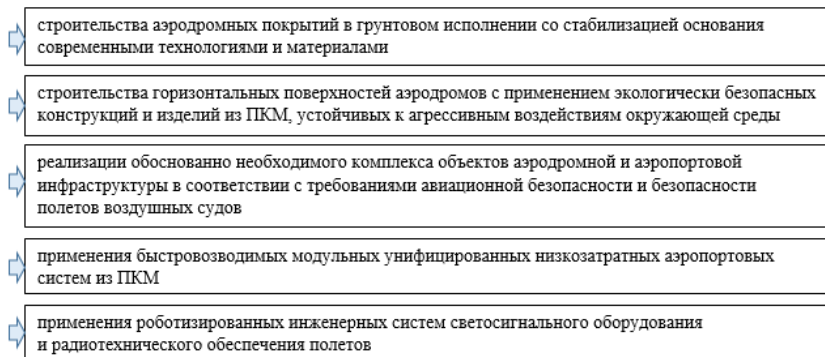 строительства аэродромных покрытий в грунтовом исполнении со стабилизацией основания
современными технологиями и материалами
строительства горизонтальных поверхностей аэродромов с применением экологически безопасных
конструкций и изделий из ПКМ, устойчивых к агрессивным воздействиям окружающей среды
реализации обоснованно необходимого комплекса объектов аэродромной и аэропортовой
инфраструктуры в соответствии с требованиями авиационной безопасности и безопасности
полетов воздушных судов
применения быстровозводимых модульных унифицированных низкозатратных аэропортовых
систем из ПКМ
применения роботизированных инженерных систем светосигнального оборудования
и радиотехнического обеспечения полетов